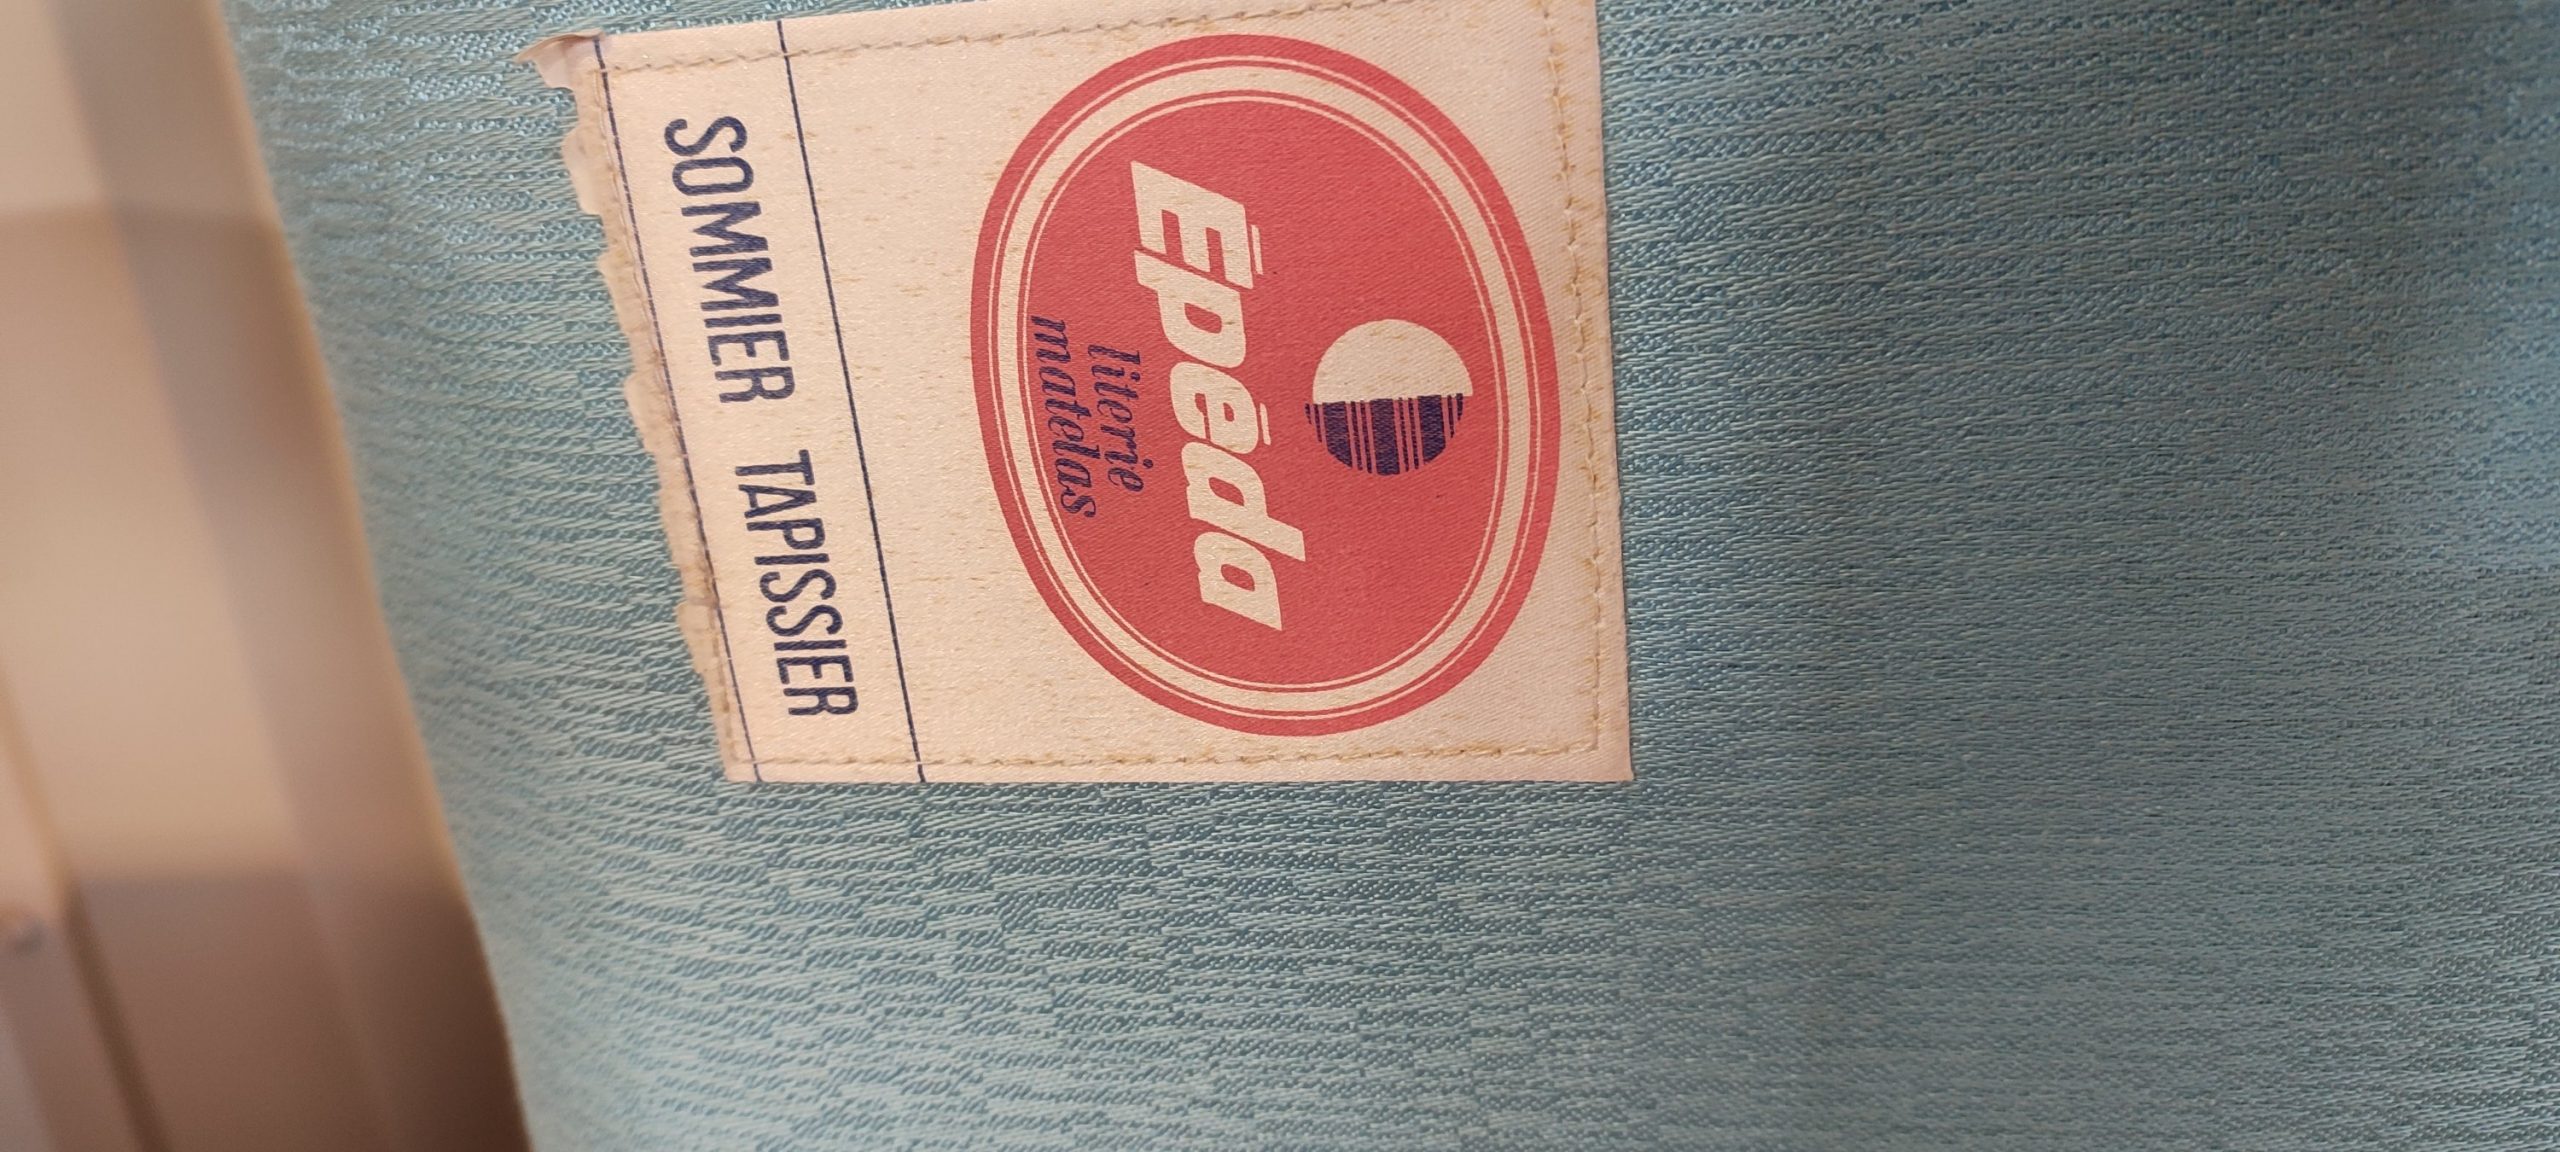 Épéda
literie
matelas
SOMMIER TAPISSIER